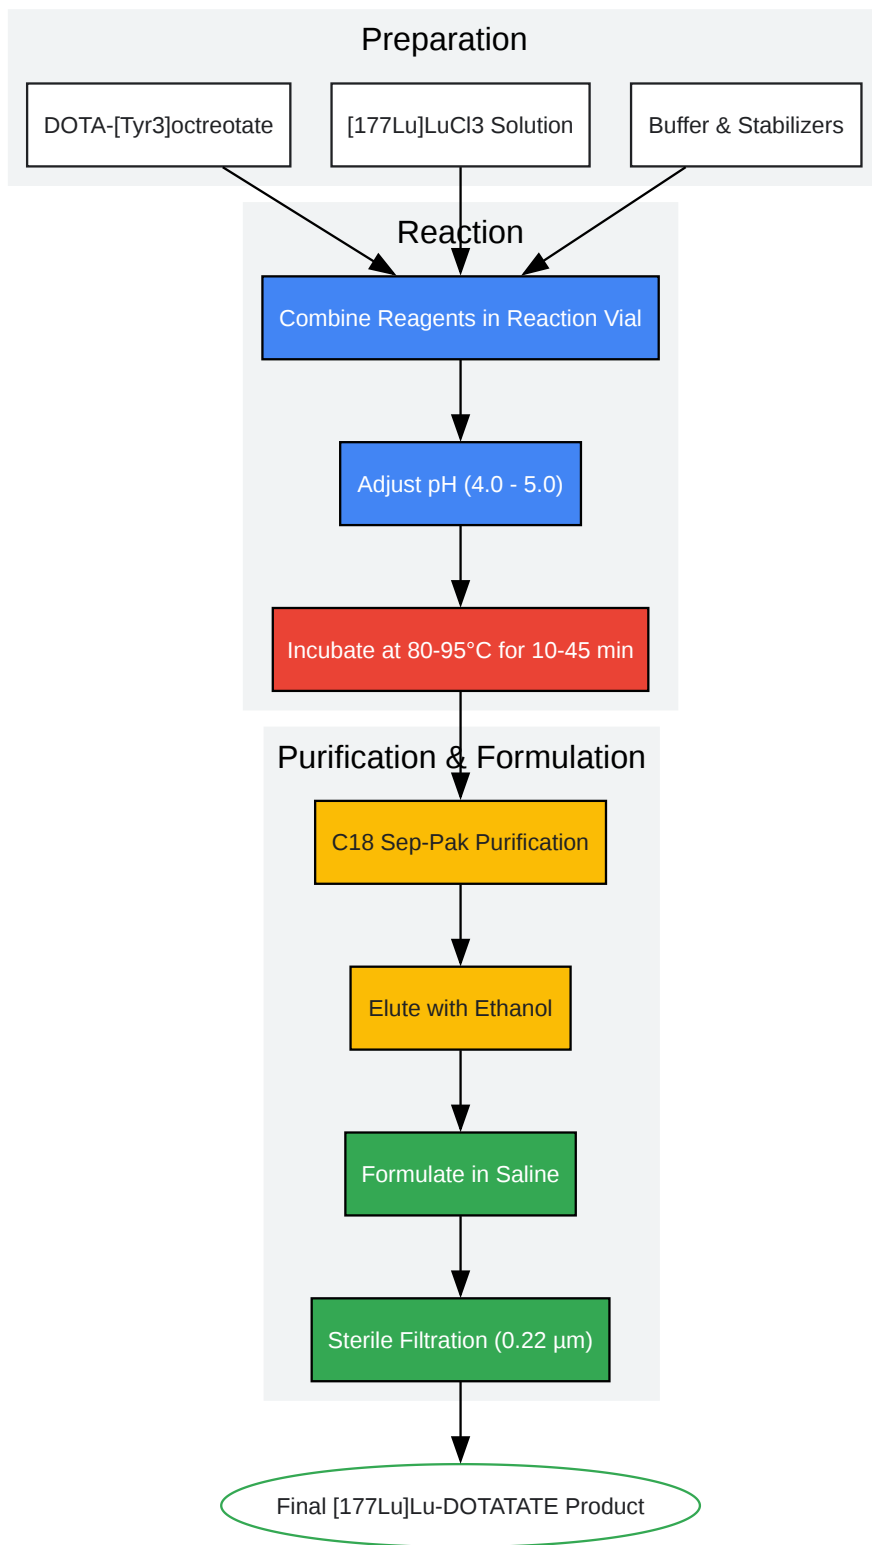 Preparation
DOTA-[Tyr3]octreotate
[177Lu]LuCl3 Solution
Buffer & Stabilizers
Reaction
Combine Reagents in Reaction Vial
Adjust pH (4.0 - 5.0)
Incubate at 80-95°C for 10-45 min
Purification & Formulation
C18 Sep-Pak Purification
Elute with Ethanol
Formulate in Saline
Sterile Filtration (0.22 µm)
Final [177Lu]Lu-DOTATATE Product